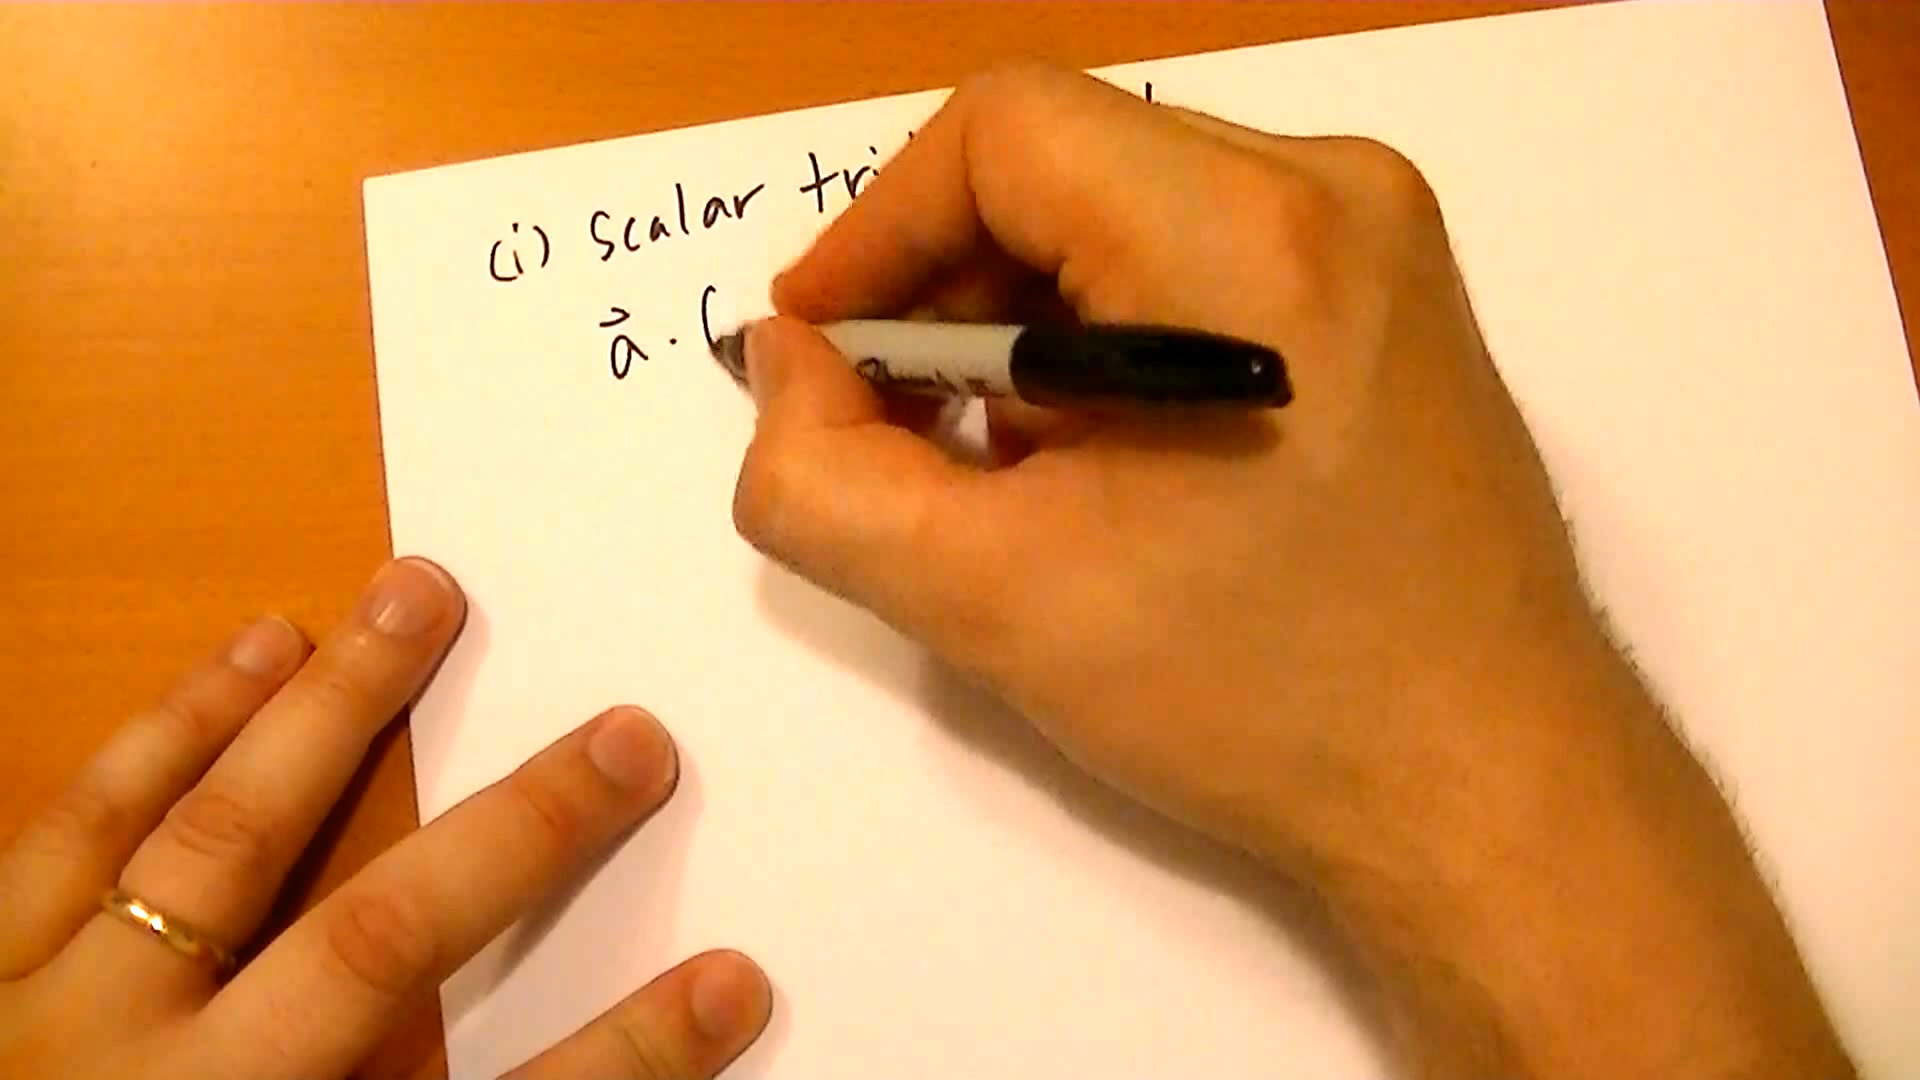 (i) scalar tri
a⃗ · (